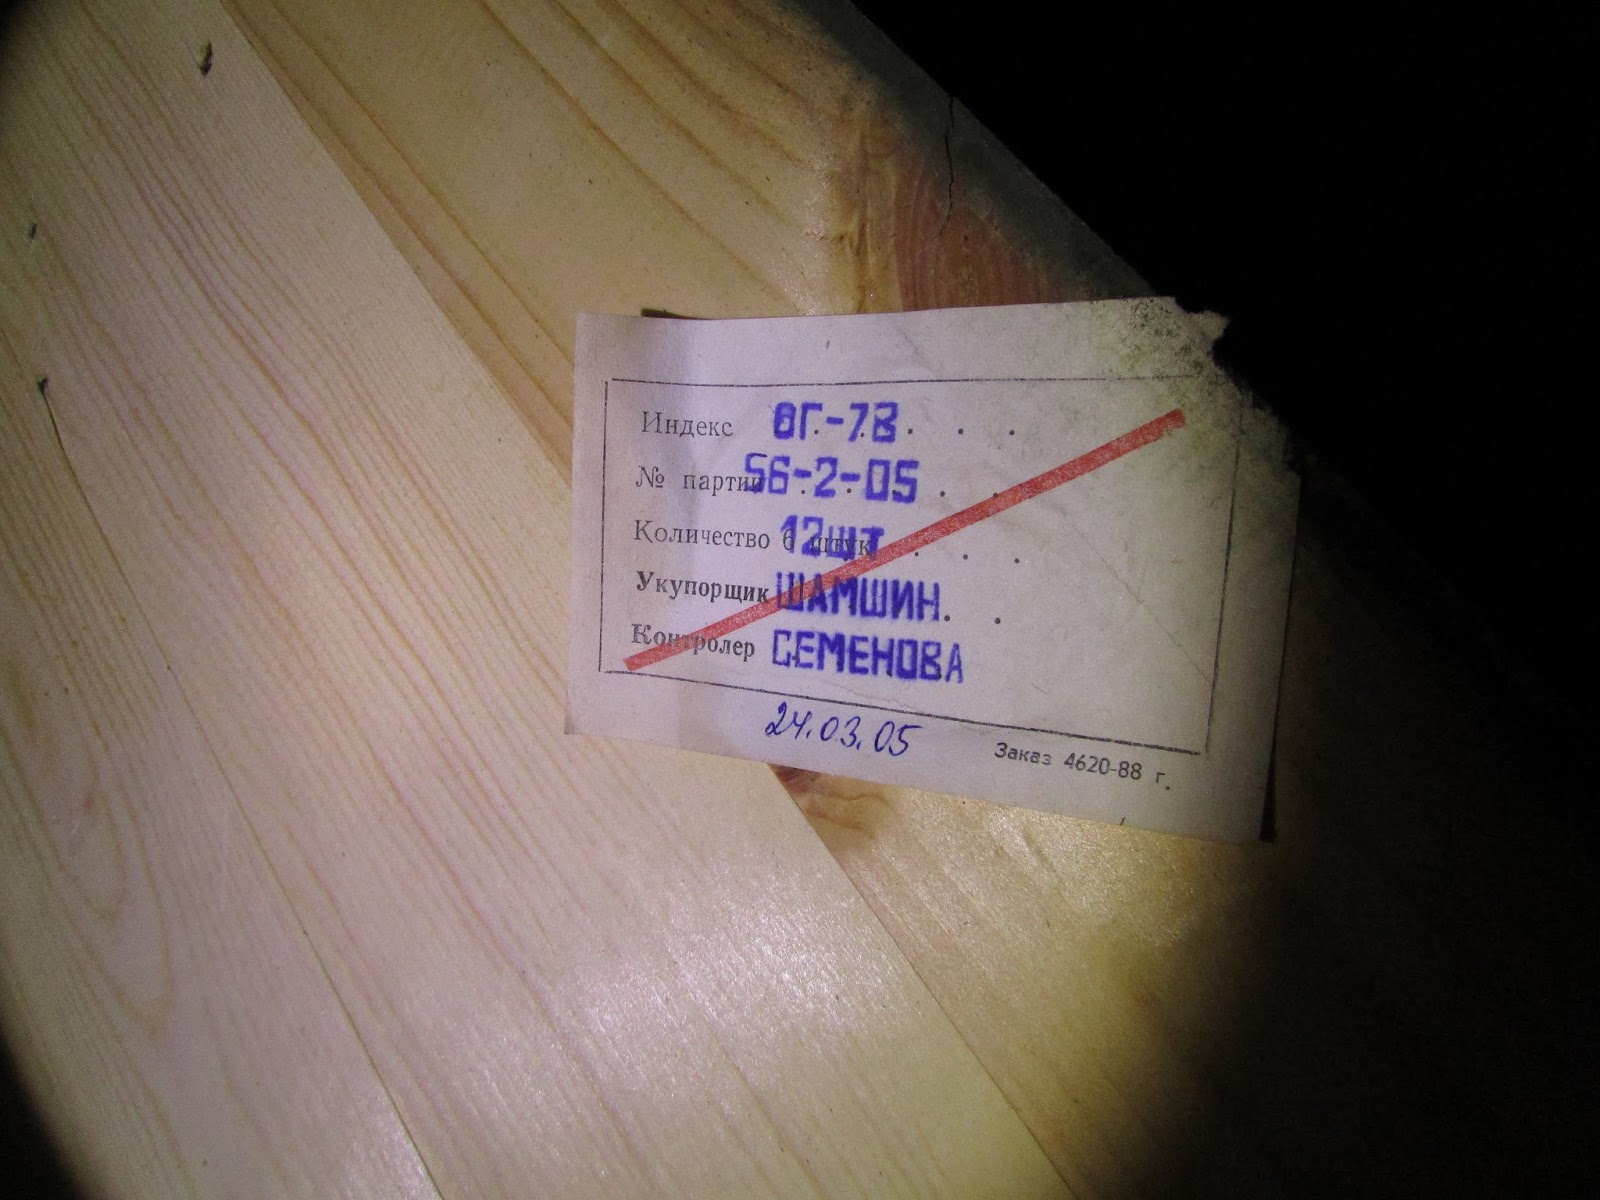 Индекс ОГ-7В
№ партии 56-2-05
Количество 6 штук 12шт
Укупорщик ШАМШИН.
Контролер СЕМЕНОВА
24.03.05
Заказ 4620-88 г.